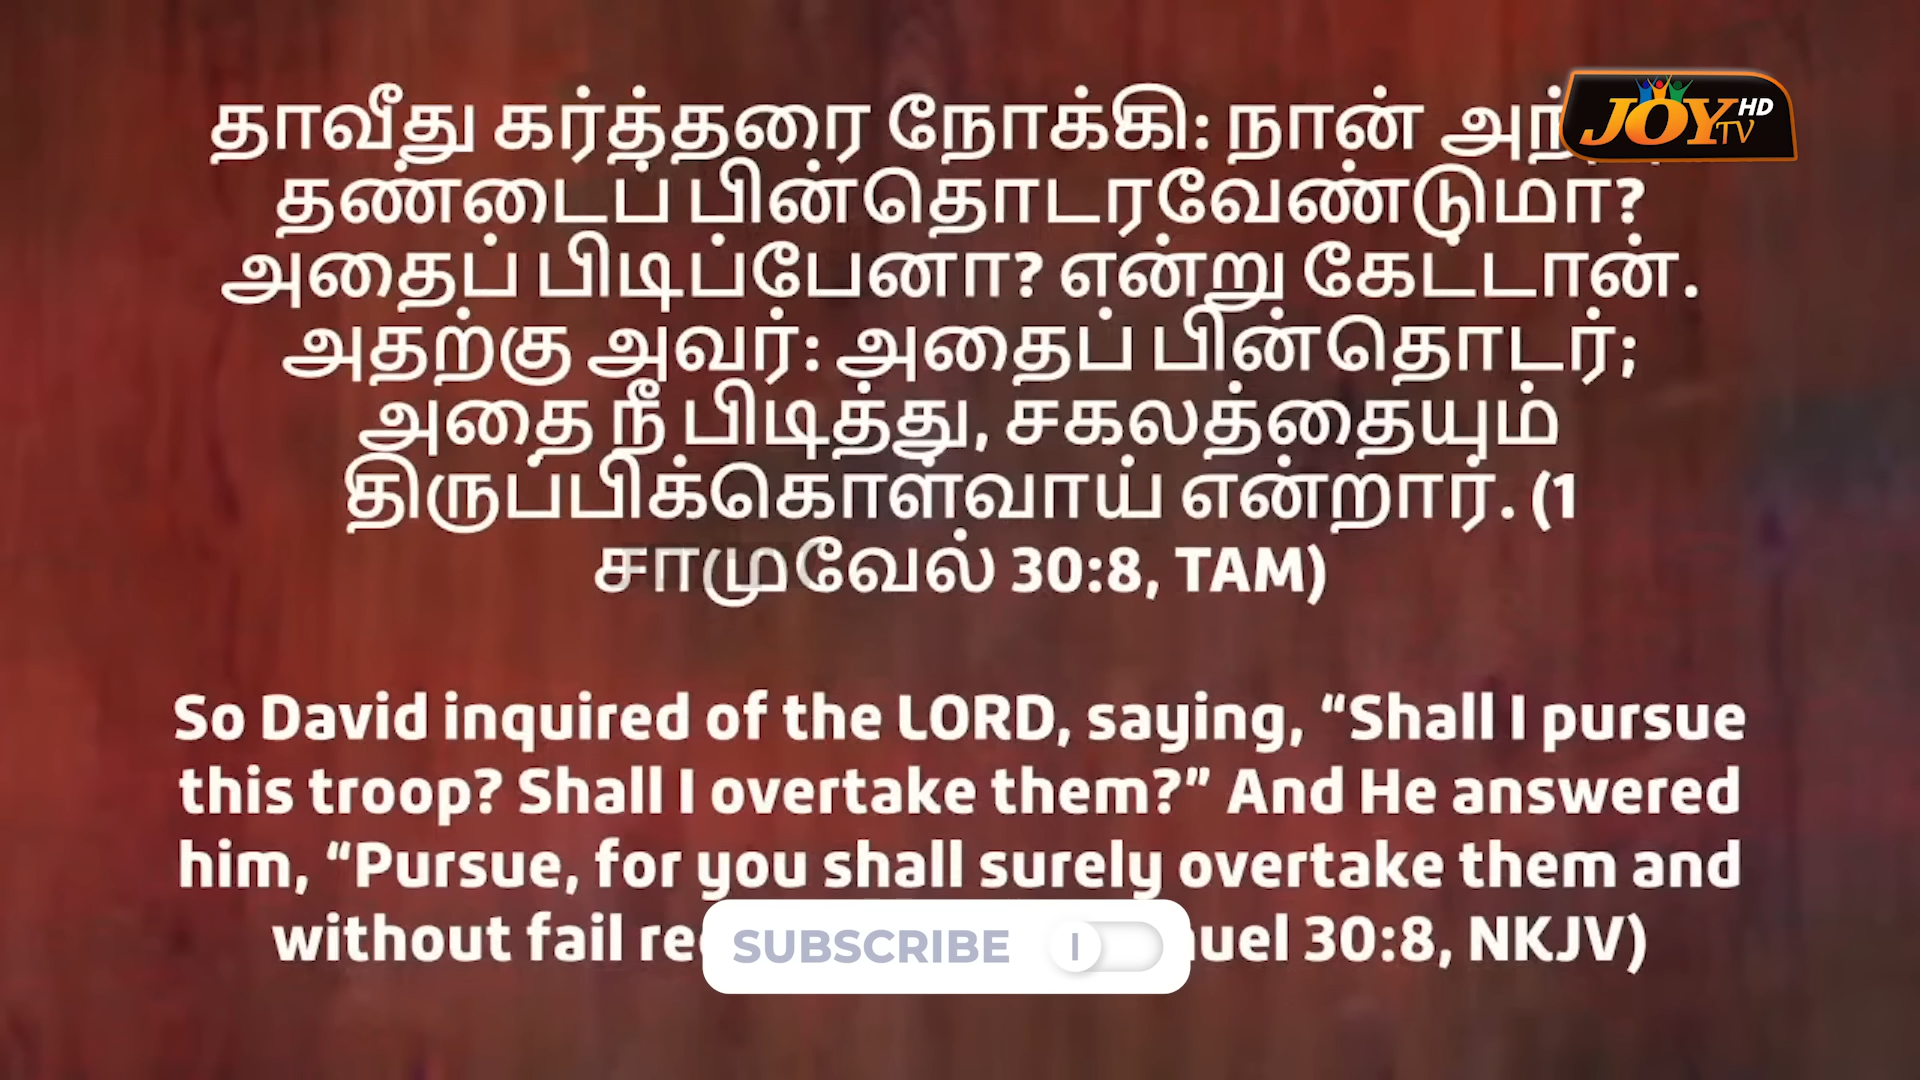 தாவீது கர்த்தரை நோக்கி: நான் 
தண்டைப் பின்தொடரவேண்டுமா?
அதைப் பிடிப்பேனா? என்று கேட்டான்.
அதற்கு அவர்: அதைப் பின்தொடர்;
அதை நீ பிடித்து, சகலத்தையும்
திருப்பிக்கொள்வாய் என்றார். (1
சாமுவேல் 30:8, TAM)
So David inquired of the LORD, saying, “Shall I pursue
this troop? Shall I overtake them?” And He answered
him, “Pursue, for you shall surely overtake them and
without fail 30:8, NKJV)
SUBSCRIBE
JOY TV HD